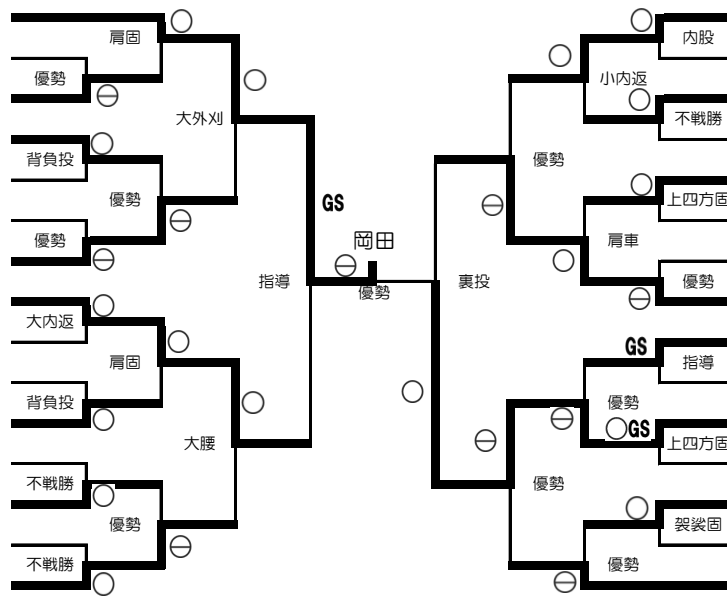 肩固
優勢
大外刈
背負投
優勢
優勢
GS
岡田
指導
優勢
大内返
肩固
背負投
大腰
不戦勝
優勢
不戦勝
内股
小内返
不戦勝
優勢
上四方固
肩車
優勢
裏投
GS
指導
優勢
GS
上四方固
優勢
袈裟固
優勢